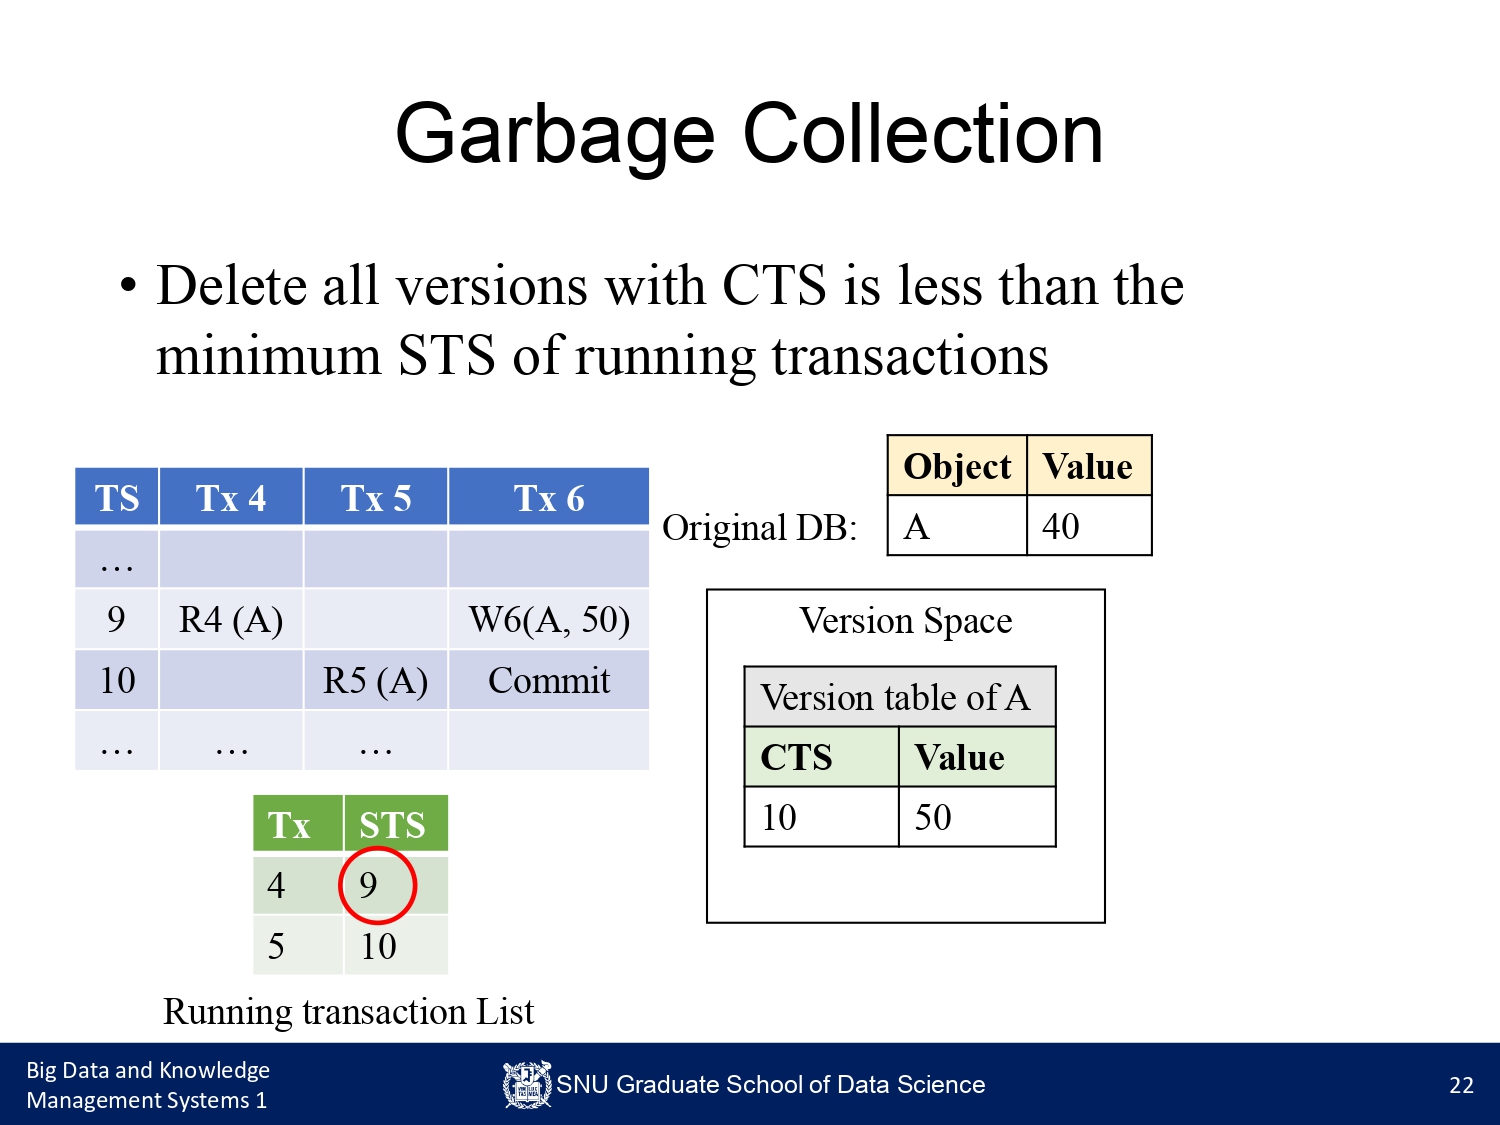 Garbage Collection
• Delete all versions with CTS is less than the
minimum STS of running transactions
TS Tx 4 Tx 5 Tx 6
…
9 R4 (A) W6(A, 50)
10 R5 (A) Commit
… … …
Tx STS
4 9
5 10
Running transaction List
Original DB:
Object Value
A 40
Version Space
Version table of A
CTS Value
10 50
Big Data and Knowledge
Management Systems 1
SNU Graduate School of Data Science
22